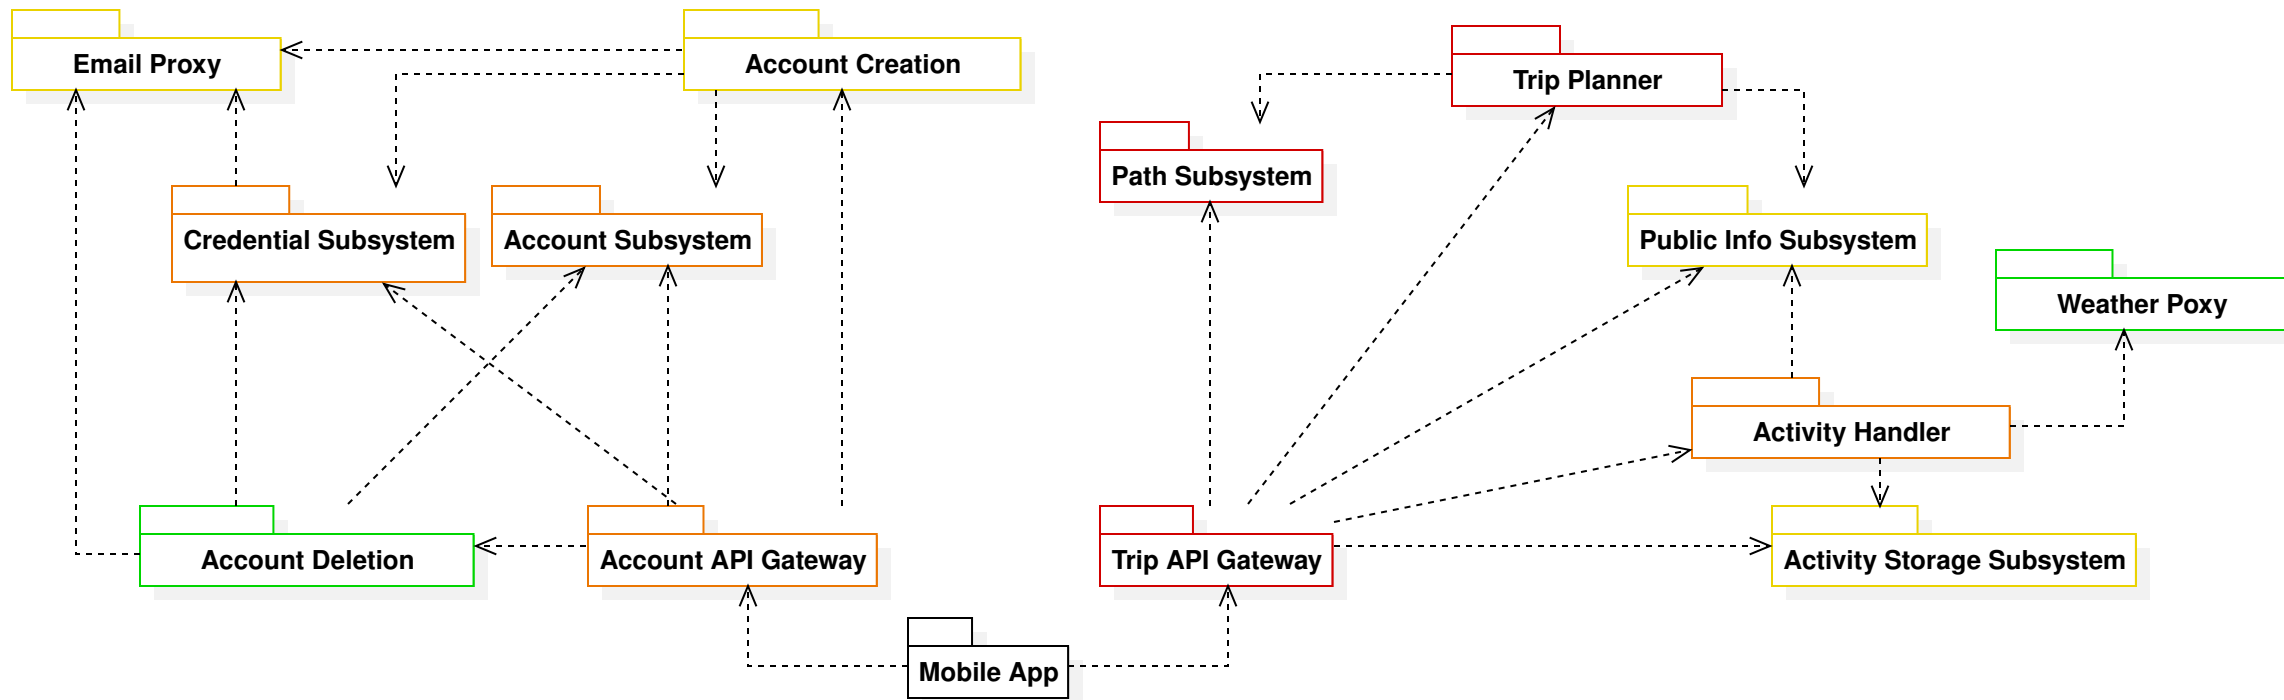 Email Proxy
Account Creation
Trip Planner
Path Subsystem
Credential Subsystem
Account Subsystem
Public Info Subsystem
Weather Poxy
Activity Handler
Account Deletion
Account API Gateway
Trip API Gateway
Activity Storage Subsystem
Mobile App